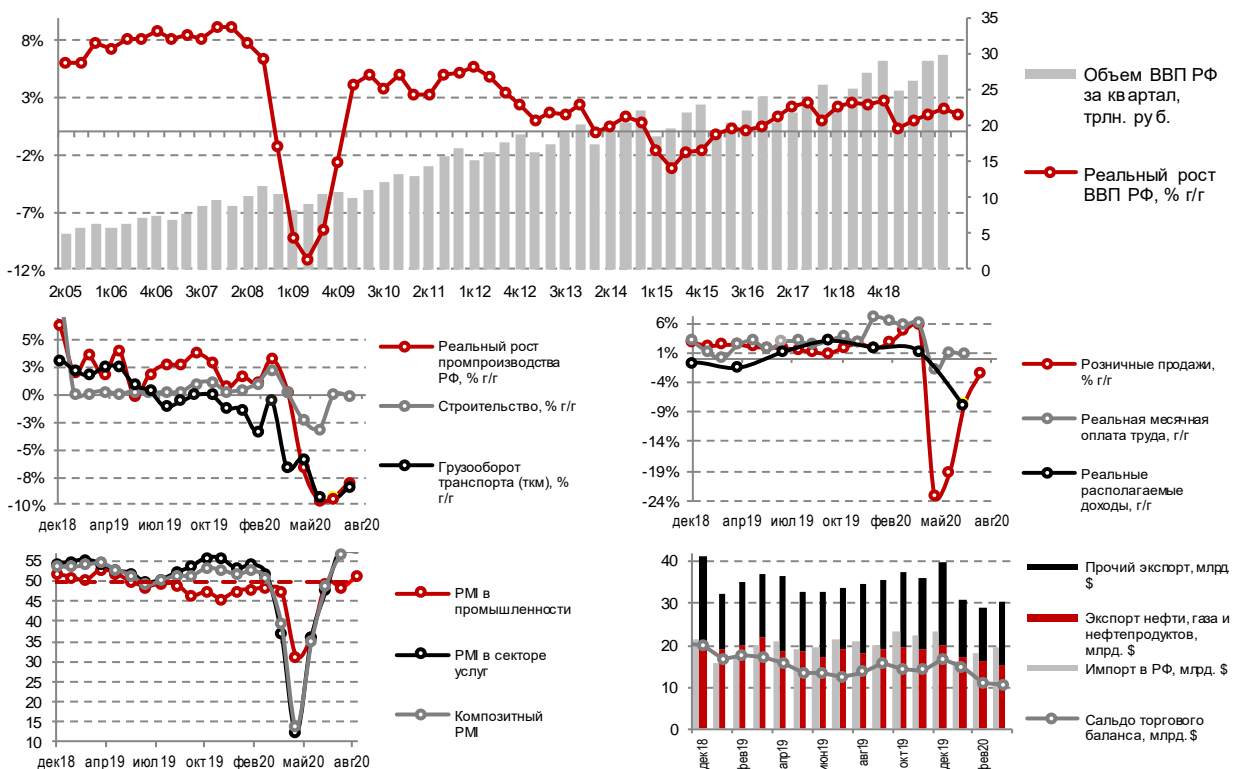 8%
3%
-2%
-7%
-12%
35
30
25
20
15
10
5
0
2к05 1к06 4к06 3к07 2к08 1к09 4к09 3к10 2к11 1к12 4к12 3к13 2к14 1к15 4к15 3к16 2к17 1к18 4к18
Объем ВВП РФ
за квартал,
трлн. руб.
Реальный рост
ВВП РФ, % г/г
5%
3%
0%
-3%
-5%
-8%
-10%
дек18 апр19 июл19 окт19 фев20 май20 авг20
Реальный рост
промпроизводства
РФ, % г/г
Строительство, % г/г
Грузооборот
транспорта (ткм), %
г/г
6%
1%
-4%
-9%
-14%
-19%
-24%
дек18 апр19 июл19 окт19 фев20 май20 авг20
Розничные продажи,
% г/г
Реальная месячная
оплата труда, г/г
Реальные
располагаемые
доходы, г/г
55
50
45
40
35
30
25
20
15
10
дек18 апр19 июл19 окт19 фев20 май20 авг20
PMI в
промышленности
PMI в секторе
услуг
Композитный
PMI
40
30
20
10
0
дек18 фев19 апр19 июн19 авг19 окт19 дек19 фев20
Прочий экспорт, млрд.
$
Экспорт нефти, газа и
нефтепродуктов,
млрд. $
Импорт в РФ, млрд. $
Сальдо торгового
баланса, млрд. $